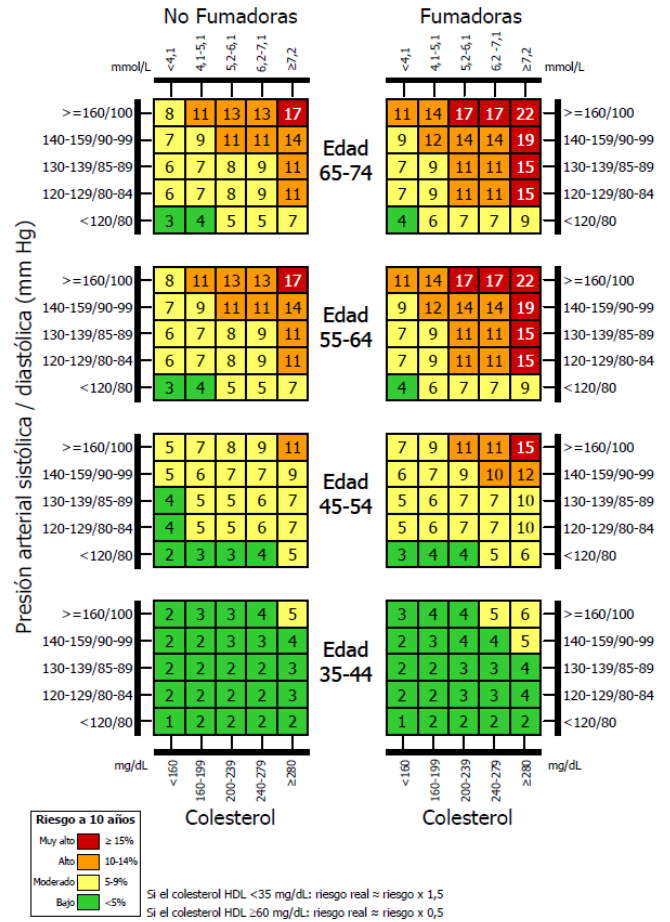 No Fumadoras Fumadoras
mmol/L <4,1 4,1-5,1 5,2-6,1 6,2-7,1 ≥7,2 <4,1 4,1-5,1 5,2-6,1 6,2 -7,1 ≥7,2 mmol/L
Presión arterial sistólica / diastólica (mm Hg)
>=160/100 8 11 13 13 17 11 14 17 17 22 >=160/100
140-159/90-99 7 9 11 11 14 9 12 14 14 19 140-159/90-99
130-139/85-89 6 7 8 9 11 7 9 11 11 15 130-139/85-89
120-129/80-84 6 7 8 9 11 7 9 11 11 15 120-129/80-84
<120/80 3 4 5 5 7 4 6 7 7 9 <120/80
Edad
65-74
>=160/100 8 11 13 13 17 11 14 17 17 22 >=160/100
140-159/90-99 7 9 11 11 14 9 12 14 14 19 140-159/90-99
130-139/85-89 6 7 8 9 11 7 9 11 11 15 130-139/85-89
120-129/80-84 6 7 8 9 11 7 9 11 11 15 120-129/80-84
<120/80 3 4 5 5 7 4 6 7 7 9 <120/80
Edad
55-64
>=160/100 5 7 8 9 11 7 9 11 11 15 >=160/100
140-159/90-99 5 6 7 7 9 6 7 9 10 12 140-159/90-99
130-139/85-89 4 5 5 6 7 5 6 7 7 10 130-139/85-89
120-129/80-84 4 5 5 6 7 5 6 7 7 10 120-129/80-84
<120/80 2 3 3 4 5 3 4 4 5 6 <120/80
Edad
45-54
>=160/100 2 3 3 4 5 3 4 4 5 6 >=160/100
140-159/90-99 2 2 3 3 4 2 3 4 4 5 140-159/90-99
130-139/85-89 2 2 2 2 3 2 2 3 3 4 130-139/85-89
120-129/80-84 2 2 2 2 3 2 2 3 3 4 120-129/80-84
<120/80 1 2 2 2 2 1 2 2 2 2 <120/80
Edad
35-44
mg/dL <160 160-199 200-239 240-279 ≥280 <160 160-199 200-239 240-279 ≥280 mg/dL
Colesterol Colesterol
Riesgo a 10 años
Muy alto ≥ 15%
Alto 10-14%
Moderado 5-9%
Bajo <5%
Si el colesterol HDL <35 mg/dL: riesgo real ≈ riesgo x 1,5
Si el colesterol HDL ≥60 mg/dL: riesgo real ≈ riesgo x 0,5